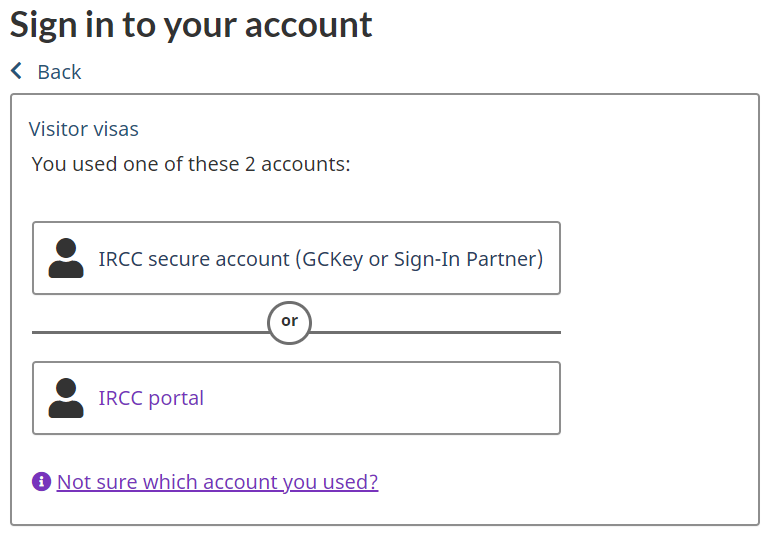 Sign in to your account
Back
Visitor visas
You used one of these 2 accounts:
IRCC secure account (GCKey or Sign-In Partner)
or
IRCC portal
Not sure which account you used?